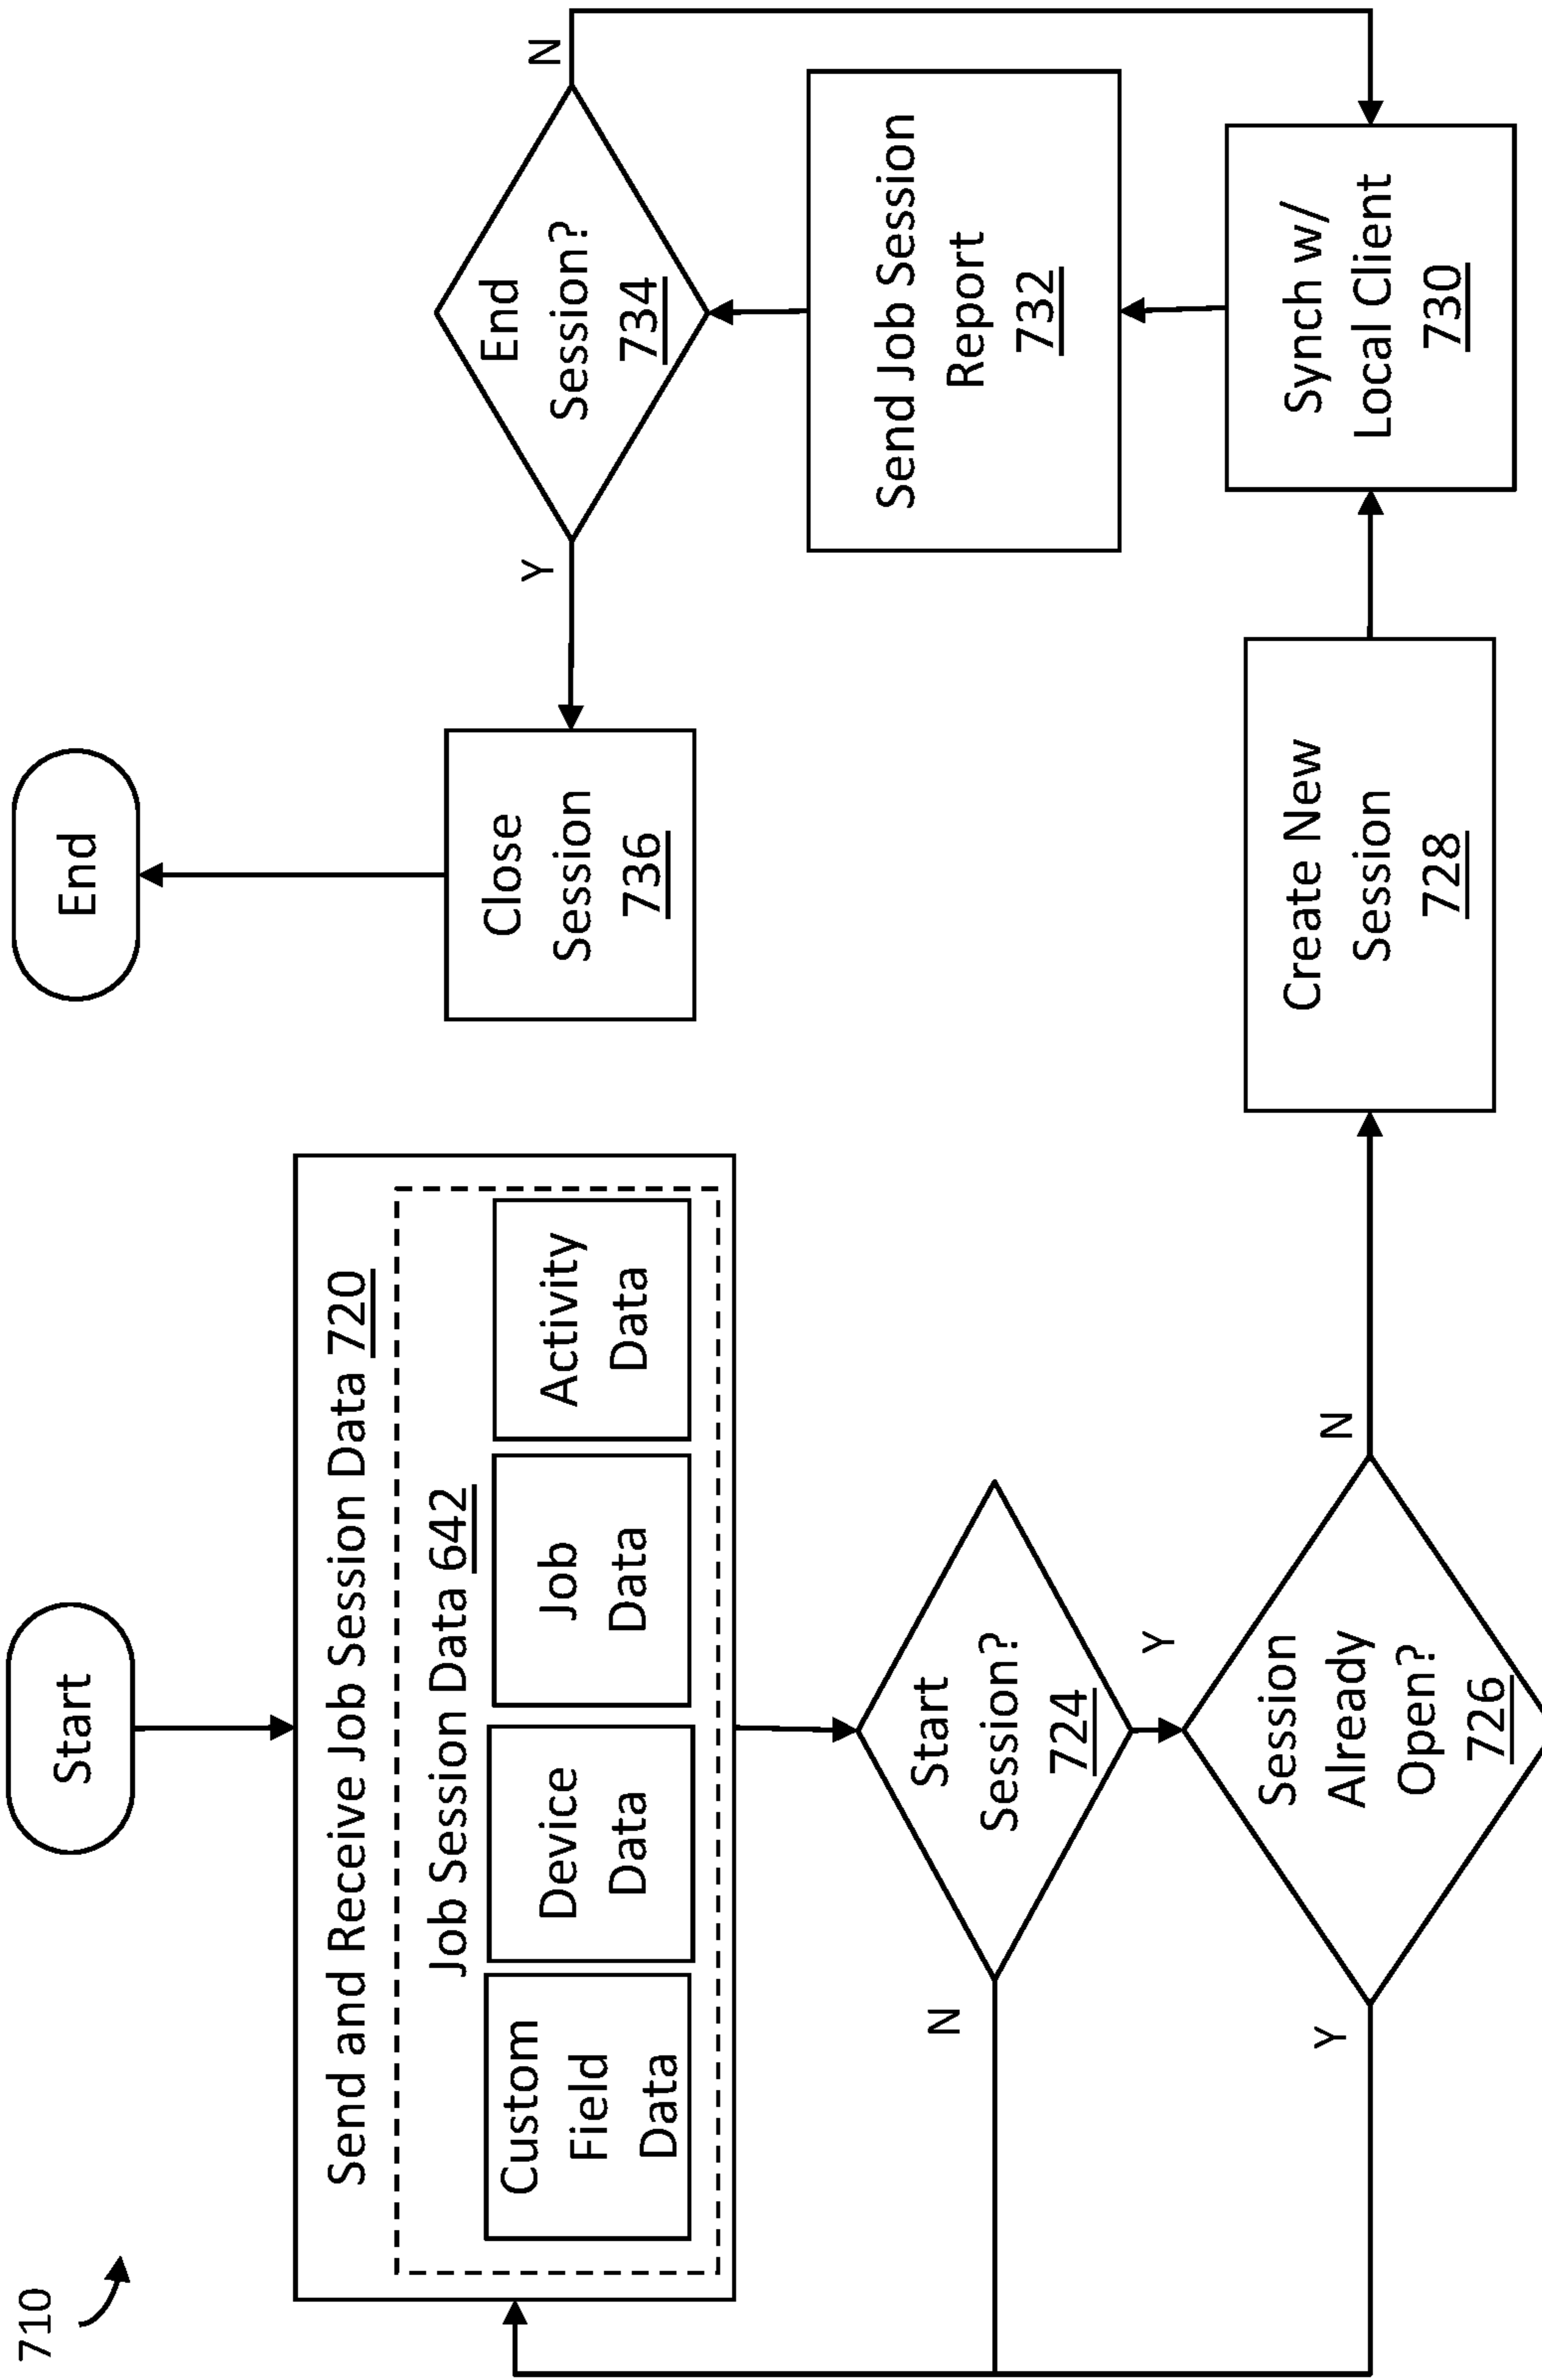 710
Start
Send and Receive Job Session Data 720
Job Session Data 642
Custom
Field
Data
Device
Data
Job
Data
Activity
Data
Start
Session?
724
N
Y
Session
Already
Open?
726
Y
N
Create New
Session
728
Synch w/
Local Client
730
Send Job Session
Report
732
End
Session?
734
N
Y
Close
Session
736
End